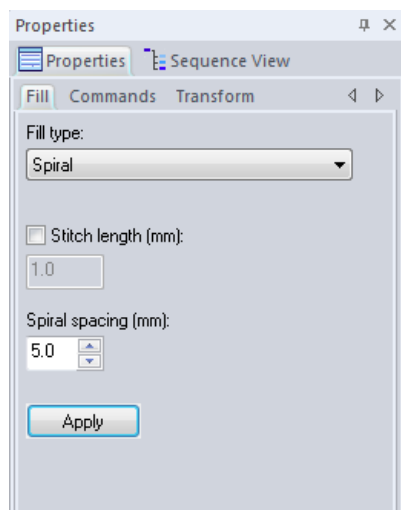 Properties
Properties Sequence View
Fill Commands Transform
Fill type:
Spiral
Stitch length (mm):
1.0
Spiral spacing (mm):
5.0
Apply